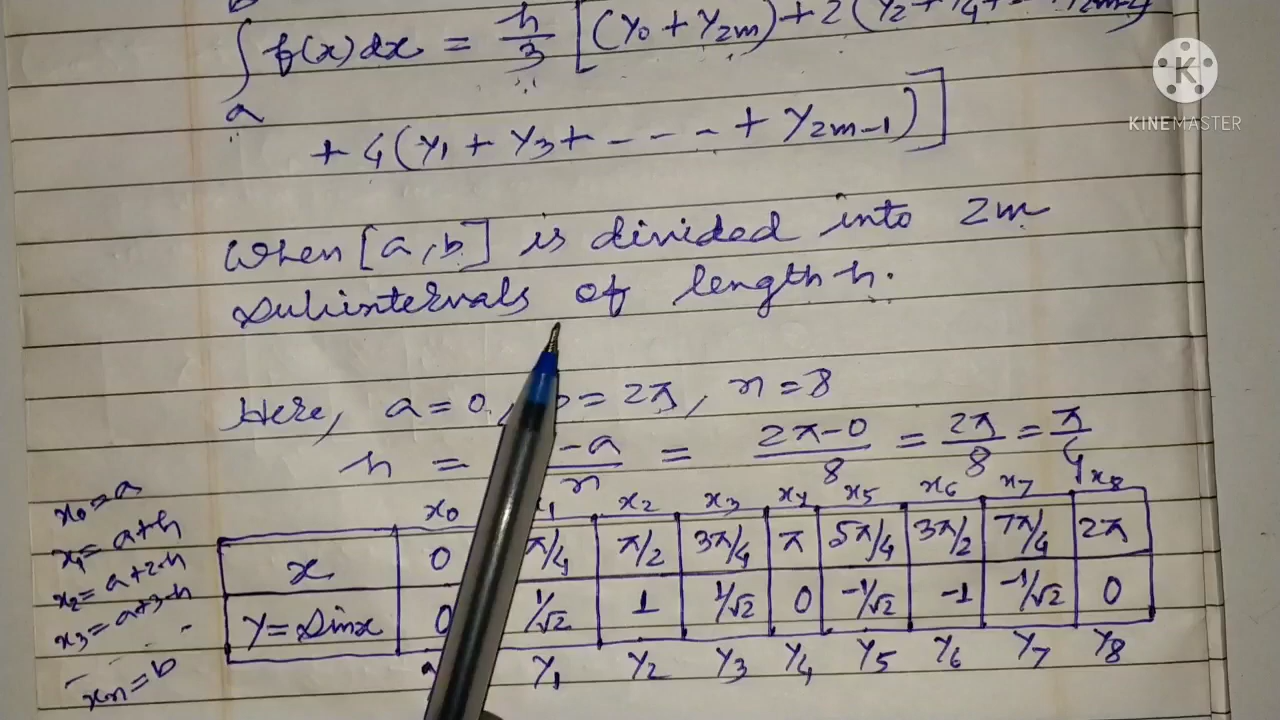 ∫ f(x)dx = h/3 [(y0 + y2m) + 2(y2 + y4 +
a
+ 4(y1 + y3 + - - - - + y2m-1)]
K
KINEMASTER
When [a, b] is divided into 2m
subintervals of length h.
Here, a = 0, = 2π, n = 8
h = -a/n = 2π-0/8 = 2π/8 = π/4
x0 = a
x1 = a+h
x2 = a+2h
x3 = a+3h
xn = b
x0 x1 x2 x3 x4 x5 x6 x7 x8
x 0 π/4 π/2 3π/4 π 5π/4 3π/2 7π/4 2π
y = sinx 0 1/√2 1 1/√2 0 -1/√2 -1 -1/√2 0
y1 y2 y3 y4 y5 y6 y7 y8